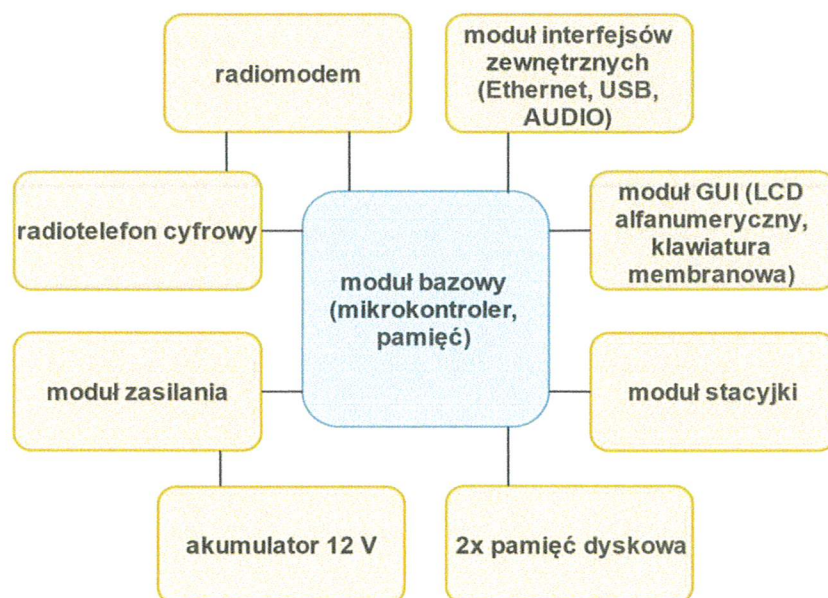 radiomodem
moduł interfejsów
zewnętrznych
(Ethernet, USB,
AUDIO)
radiotelefon cyfrowy
moduł bazowy
(mikrokontroler,
pamięć)
moduł GUI (LCD
alfanumeryczny,
klawiatura
membranowa)
moduł zasilania
moduł stacyjki
akumulator 12 V
2x pamięć dyskowa